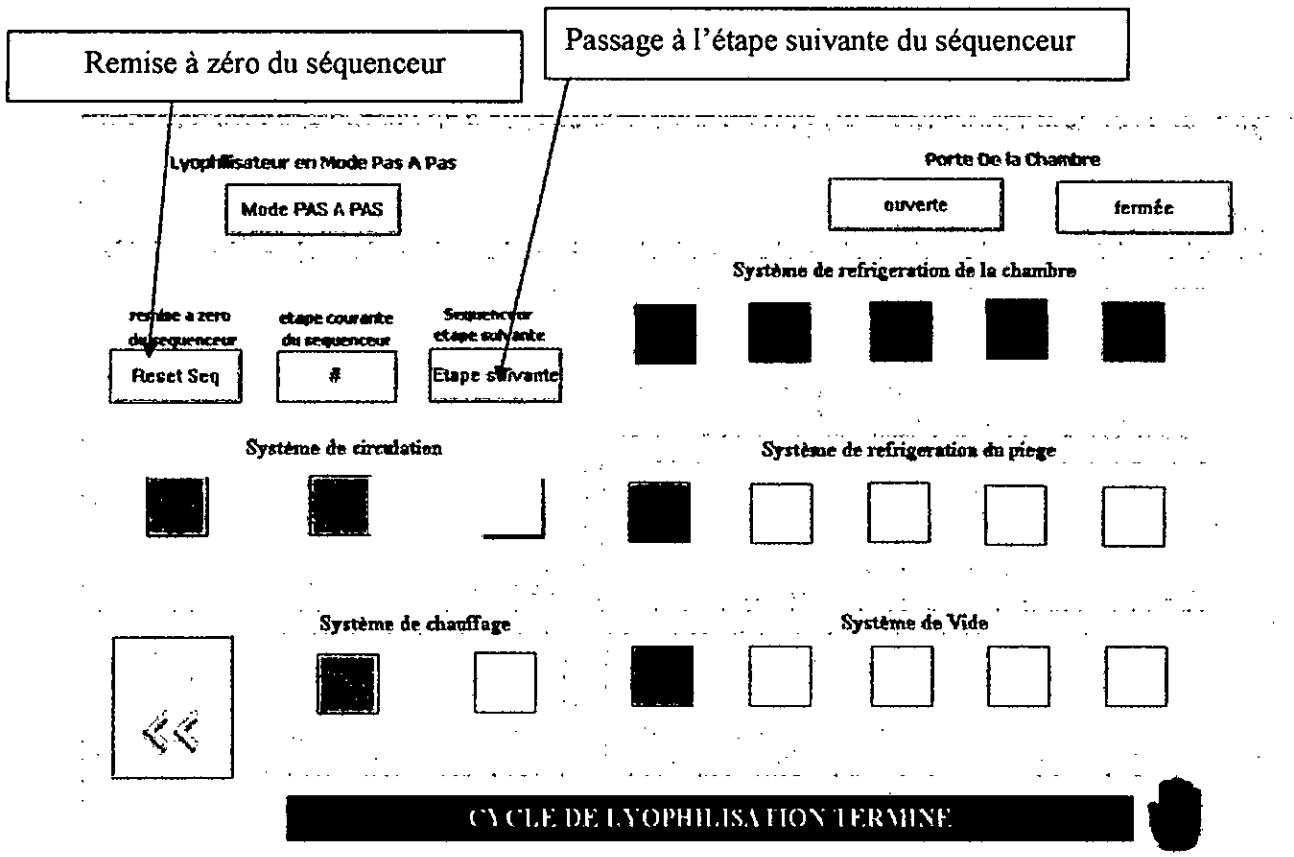 Remise à zéro du séquenceur
Passage à l'étape suivante du séquenceur
Lyophilisateur en Mode Pas A Pas
Mode PAS A PAS
Porte De la Chambre
ouverte
fermée
Système de refrigeration de la chambre
remise a zero
du sequenceur
Reset Seq
etape courante
du sequenceur
#
Sequenceur
etape suivante
Etape suivante
Système de circulation
Système de refrigeration du piege
Système de chauffage
Système de Vide
<<
CYCLE DE LYOPHILISATION TERMINE